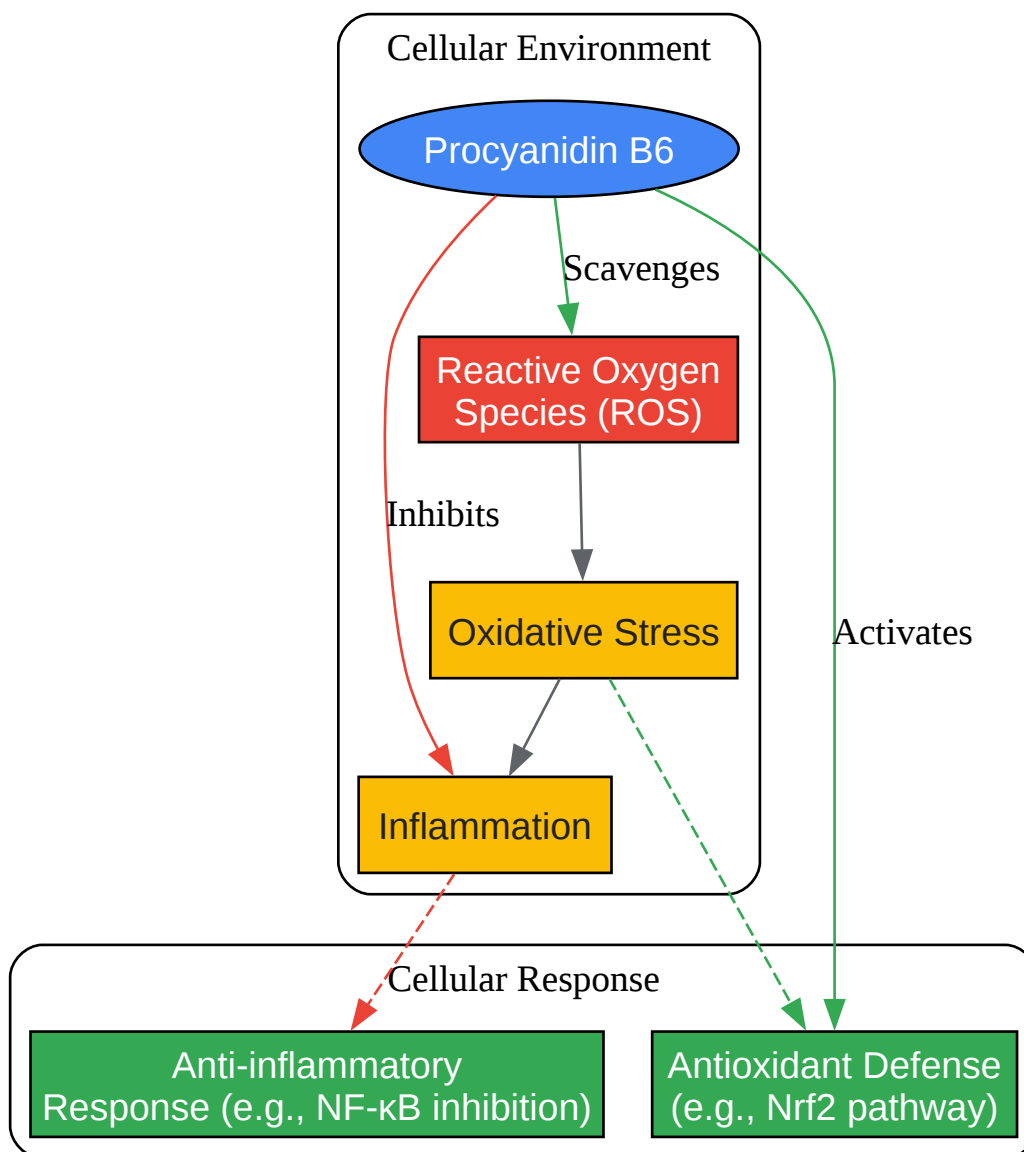 Cellular Environment
Procyanidin B6
Scavenges
Reactive Oxygen
Species (ROS)
Inhibits
Oxidative Stress
Activates
Inflammation
Cellular Response
Anti-inflammatory
Response (e.g., NF-κB inhibition)
Antioxidant Defense
(e.g., Nrf2 pathway)